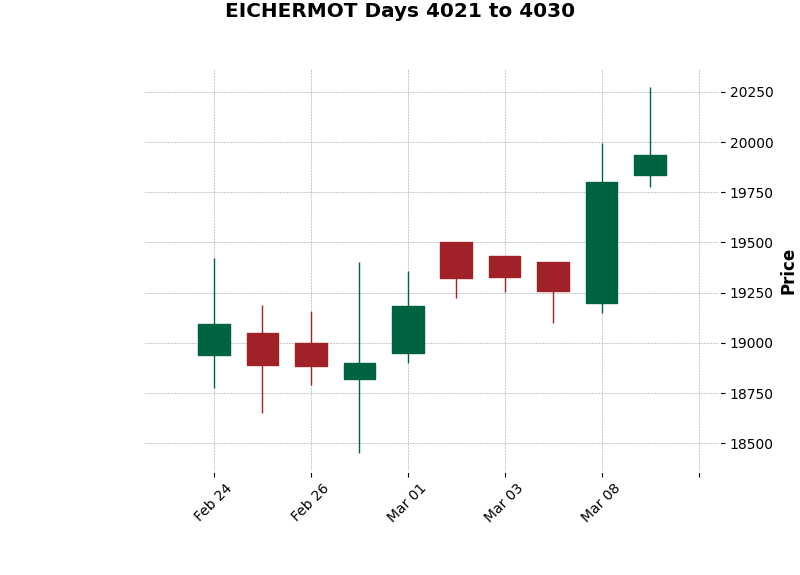 EICHERMOT Days 4021 to 4030
20250
20000
19750
19500
19250
19000
18750
18500
Price
Feb 24
Feb 26
Mar 01
Mar 03
Mar 08